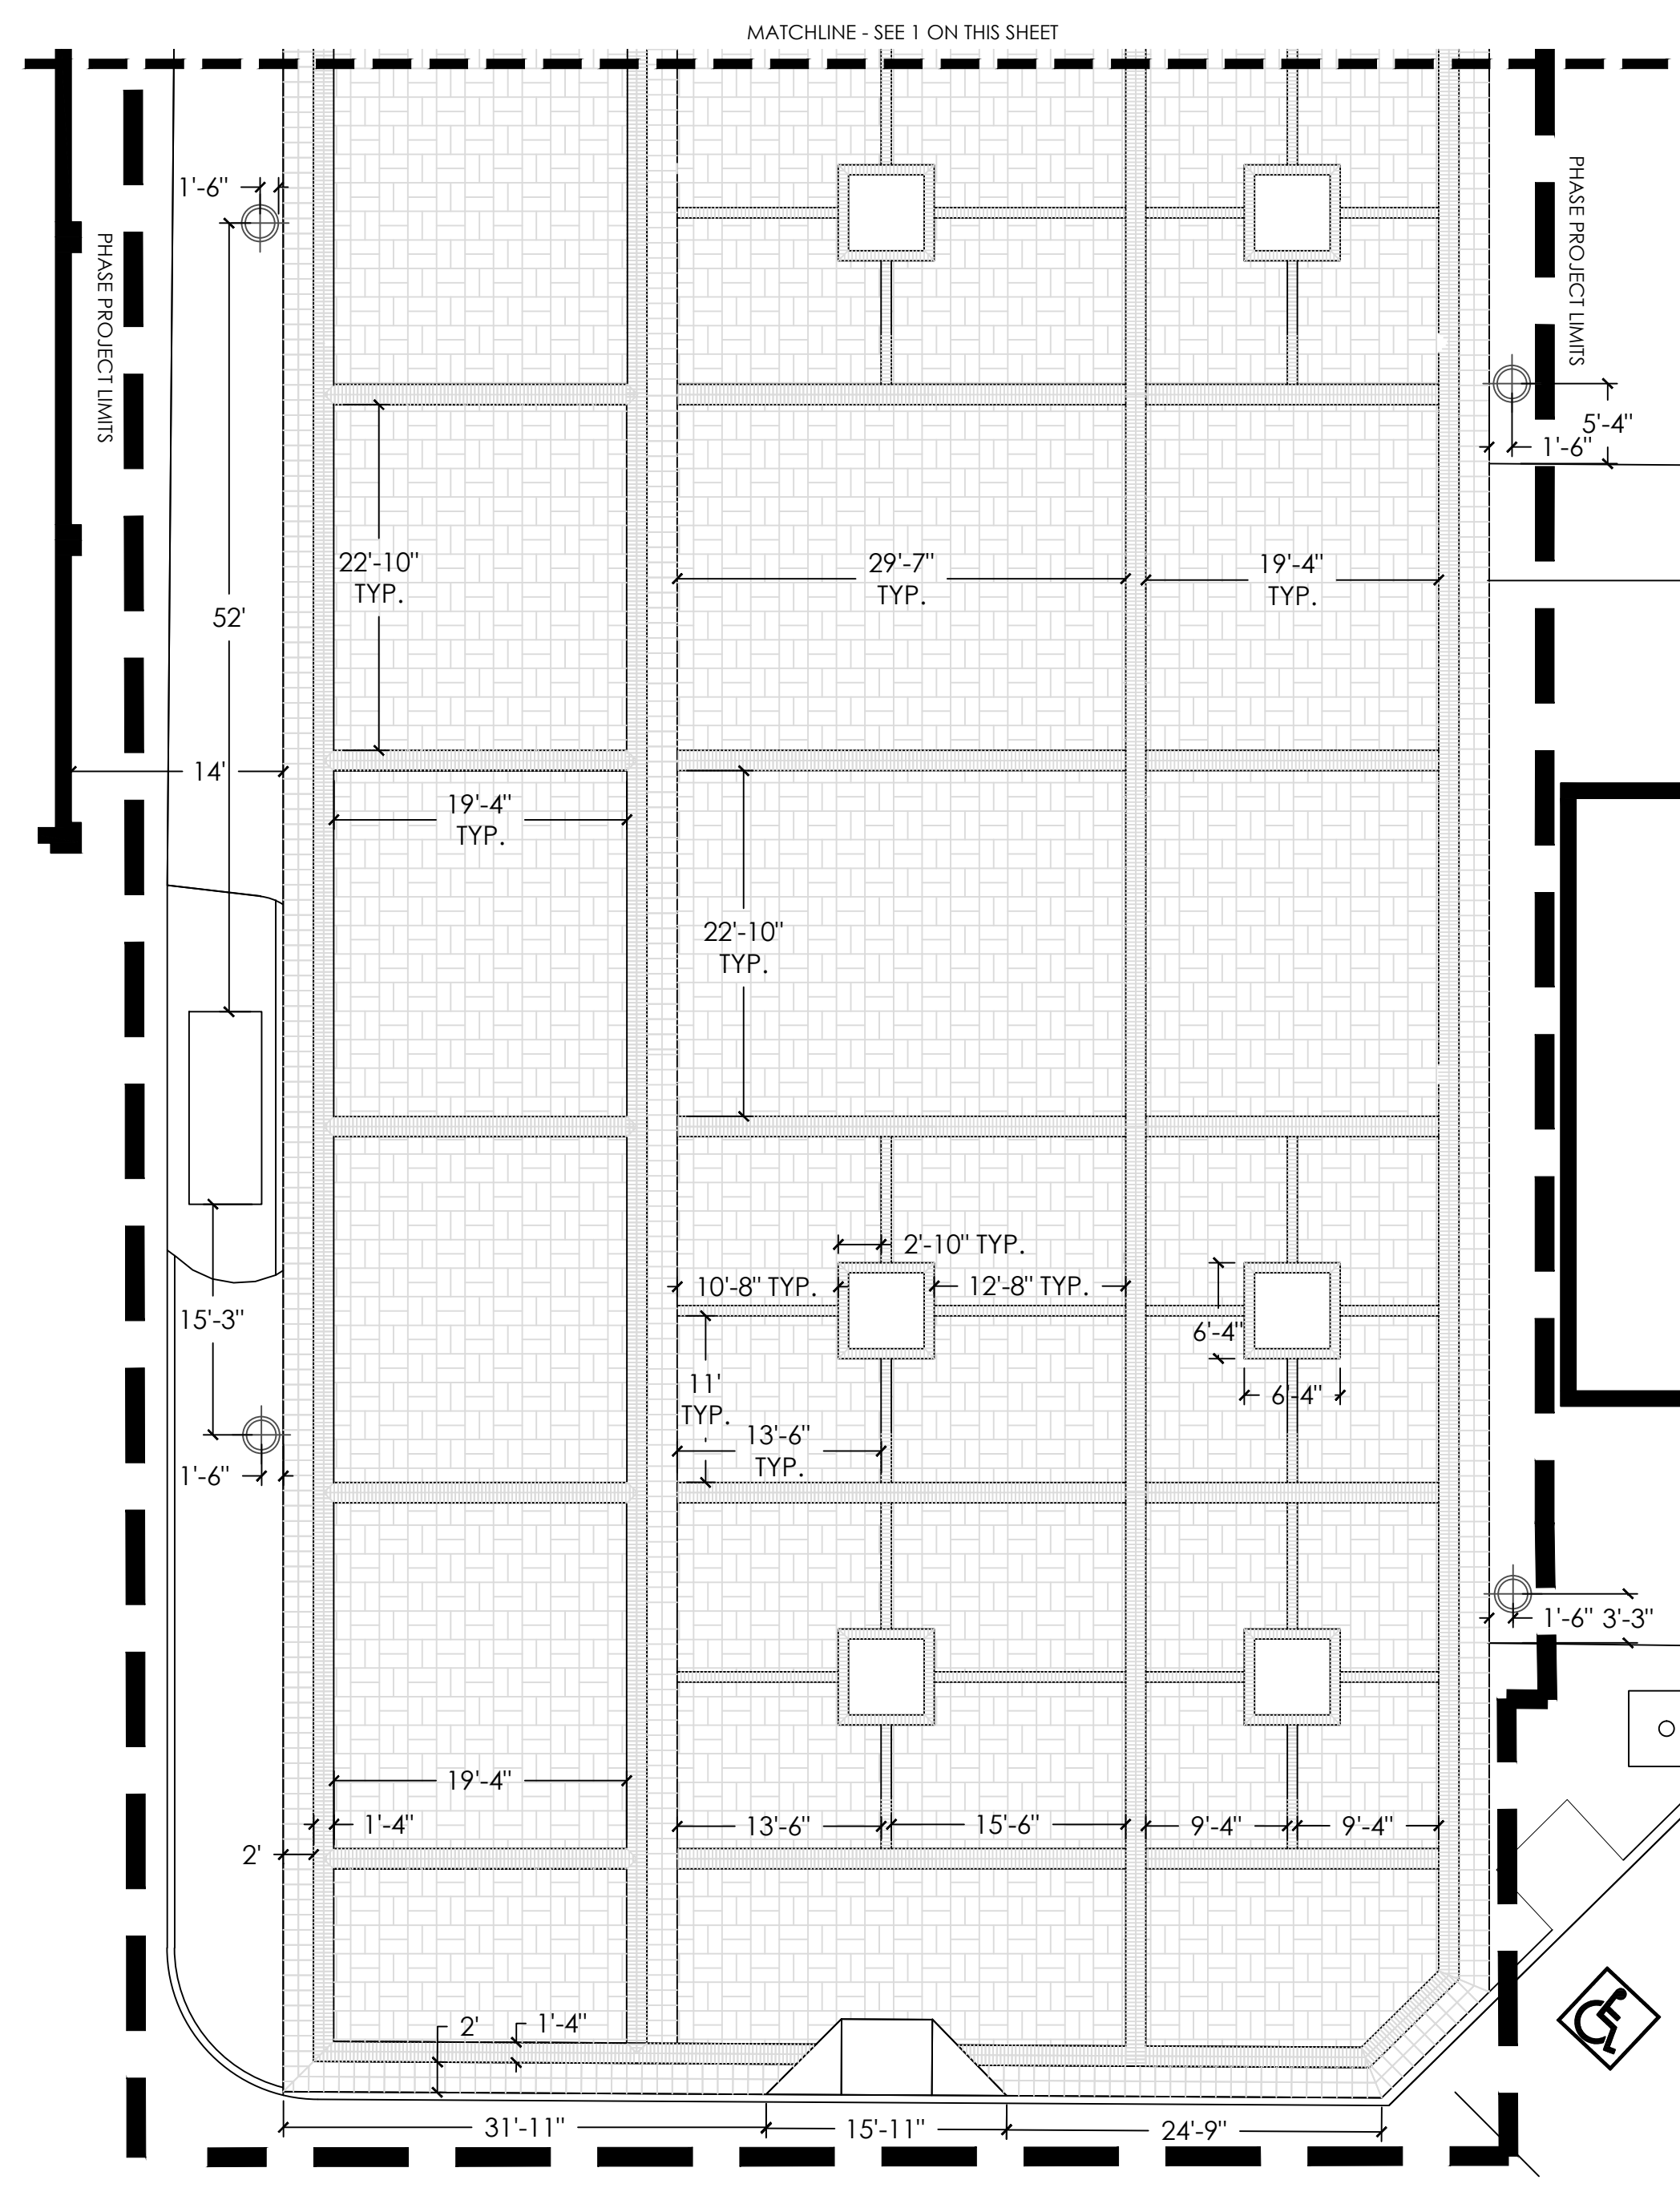 MATCHLINE - SEE 1 ON THIS SHEET
PHASE PROJECT LIMITS
1'-6"
PHASE PROJECT LIMITS
5'-4"
1'-6"
22'-10"
TYP.
29'-7"
TYP.
19'-4"
TYP.
52'
14'
19'-4"
TYP.
22'-10"
TYP.
2'-10" TYP.
10'-8" TYP.
12'-8" TYP.
15'-3"
6'-4"
11'
TYP.
6'-4"
13'-6"
TYP.
1'-6"
1'-6" 3'-3"
19'-4"
1'-4"
13'-6"
15'-6"
9'-4"
9'-4"
2'
2'
1'-4"
31'-11"
15'-11"
24'-9"